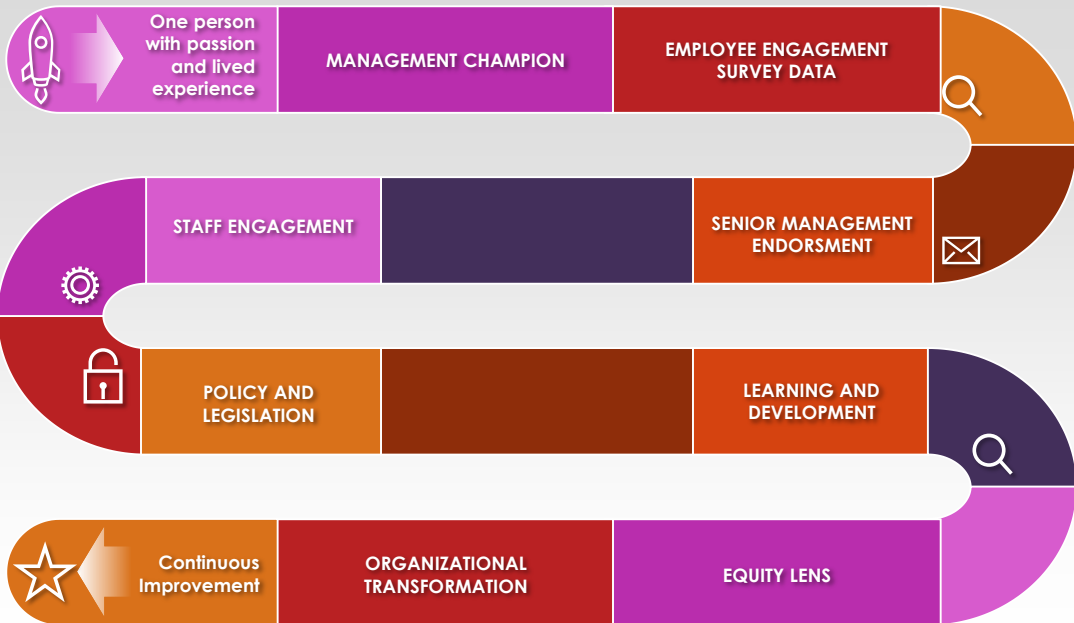 One person
with passion
and lived
experience
MANAGEMENT CHAMPION
EMPLOYEE ENGAGEMENT
SURVEY DATA
SENIOR MANAGEMENT
ENDORSMENT
STAFF ENGAGEMENT
POLICY AND
LEGISLATION
LEARNING AND
DEVELOPMENT
EQUITY LENS
ORGANIZATIONAL
TRANSFORMATION
Continuous
Improvement